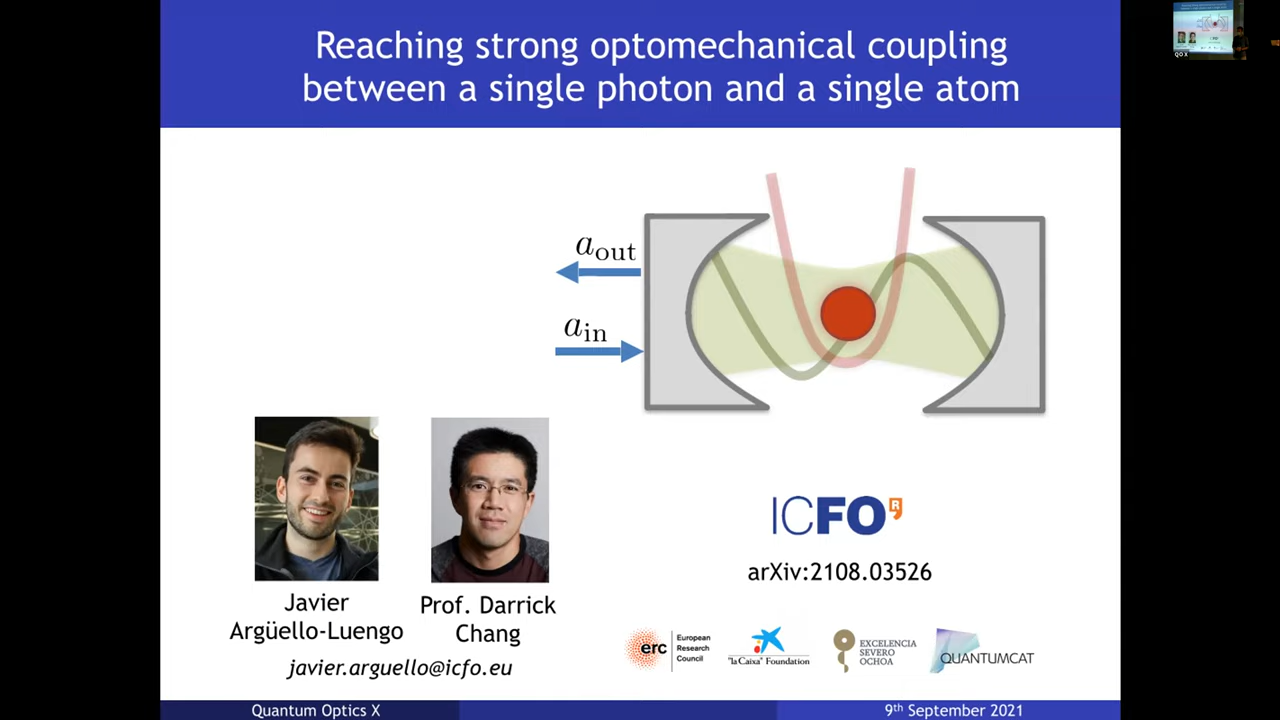 Reaching strong optomechanical coupling
between a single photon and a single atom
a_out
a_in
Javier
Argüello-Luengo
Prof. Darrick
Chang
javier.arguello@icfo.eu
ICFO R
arXiv:2108.03526
erc
European
Research
Council
"la Caixa" Foundation
EXCELENCIA
SEVERO
OCHOA
QUANTUMCAT
Quantum Optics X
9th September 2021
QO X